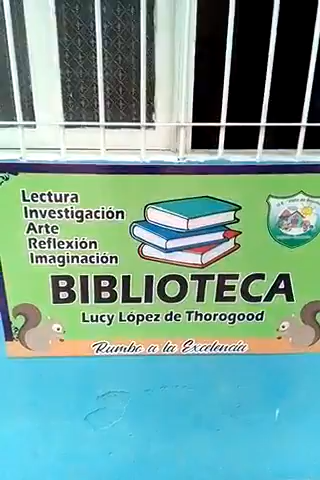 Lectura
Investigación
Arte
Reflexión
Imaginación
BIBLIOTECA
Lucy López de Thorogood
Rumbo a la Excelencia